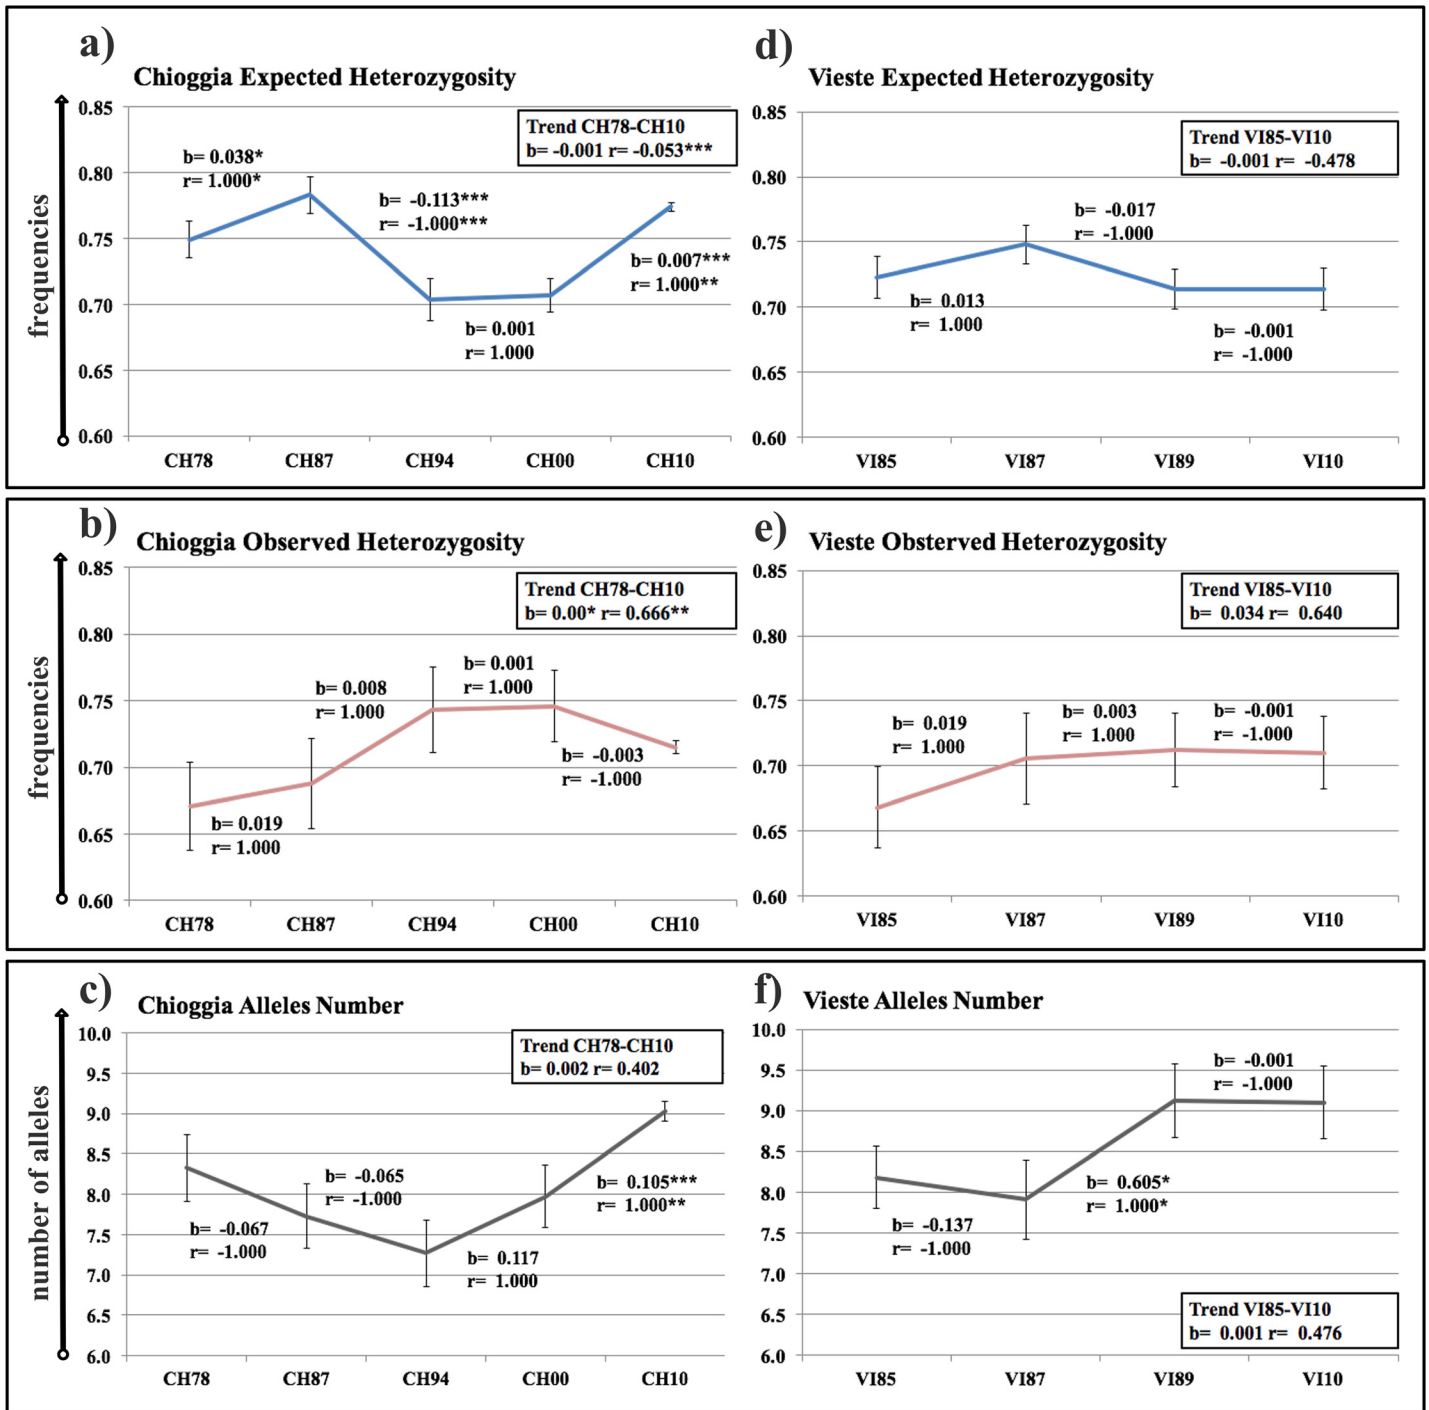 a)
Chioggia Expected Heterozygosity
Trend CH78-CH10
b= -0.001 r= -0.053***
frequencies
0.85
0.80
0.75
0.70
0.65
0.60
b= 0.038*
r= 1.000*
b= -0.113***
r= -1.000***
b= 0.001
r= 1.000
b= 0.007***
r= 1.000**
CH78
CH87
CH94
CH00
CH10
d)
Vieste Expected Heterozygosity
Trend VI85-VI10
b= -0.001 r= -0.478
0.85
0.80
0.75
0.70
0.65
0.60
b= 0.013
r= 1.000
b= -0.017
r= -1.000
b= -0.001
r= -1.000
VI85
VI87
VI89
VI10
b)
Chioggia Observed Heterozygosity
Trend CH78-CH10
b= 0.00* r= 0.666**
frequencies
0.85
0.80
0.75
0.70
0.65
0.60
b= 0.019
r= 1.000
b= 0.008
r= 1.000
b= 0.001
r= 1.000
b= -0.003
r= -1.000
CH78
CH87
CH94
CH00
CH10
e)
Vieste Obsterved Heterozygosity
Trend VI85-VI10
b= 0.034 r= 0.640
0.85
0.80
0.75
0.70
0.65
0.60
b= 0.019
r= 1.000
b= 0.003
r= 1.000
b= -0.001
r= -1.000
VI85
VI87
VI89
VI10
c)
Chioggia Alleles Number
Trend CH78-CH10
b= 0.002 r= 0.402
number of alleles
10.0
9.5
9.0
8.5
8.0
7.5
7.0
6.5
6.0
b= -0.067
r= -1.000
b= -0.065
r= -1.000
b= 0.117
r= 1.000
b= 0.105***
r= 1.000**
CH78
CH87
CH94
CH00
CH10
f)
Vieste Alleles Number
10.0
9.5
9.0
8.5
8.0
7.5
7.0
6.5
6.0
b= -0.137
r= -1.000
b= 0.605*
r= 1.000*
b= -0.001
r= -1.000
Trend VI85-VI10
b= 0.001 r= 0.476
VI85
VI87
VI89
VI10